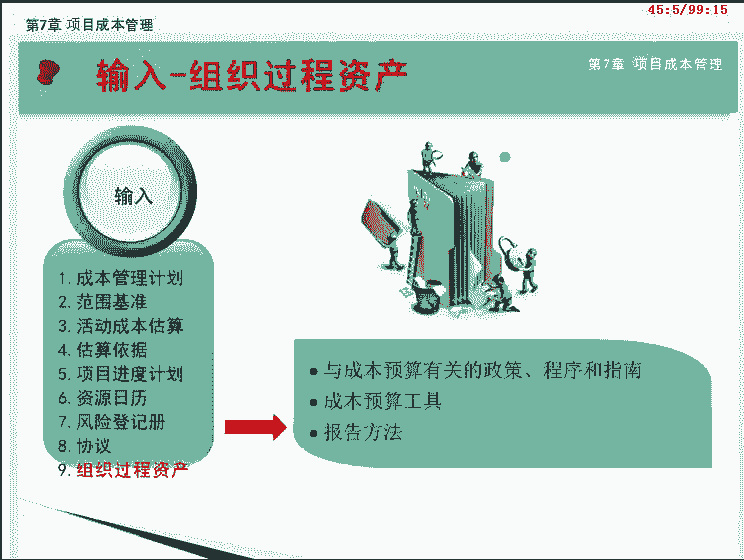 45:5/99:15
第7章 项目成本管理
输入-组织过程资产
第7章 项目成本管理
输入
1. 成本管理计划
2. 范围基准
3. 活动成本估算
4. 估算依据
5. 项目进度计划
6. 资源日历
7. 风险登记册
8. 协议
9. 组织过程资产
●与成本预算有关的政策、程序和指南
●成本预算工具
●报告方法